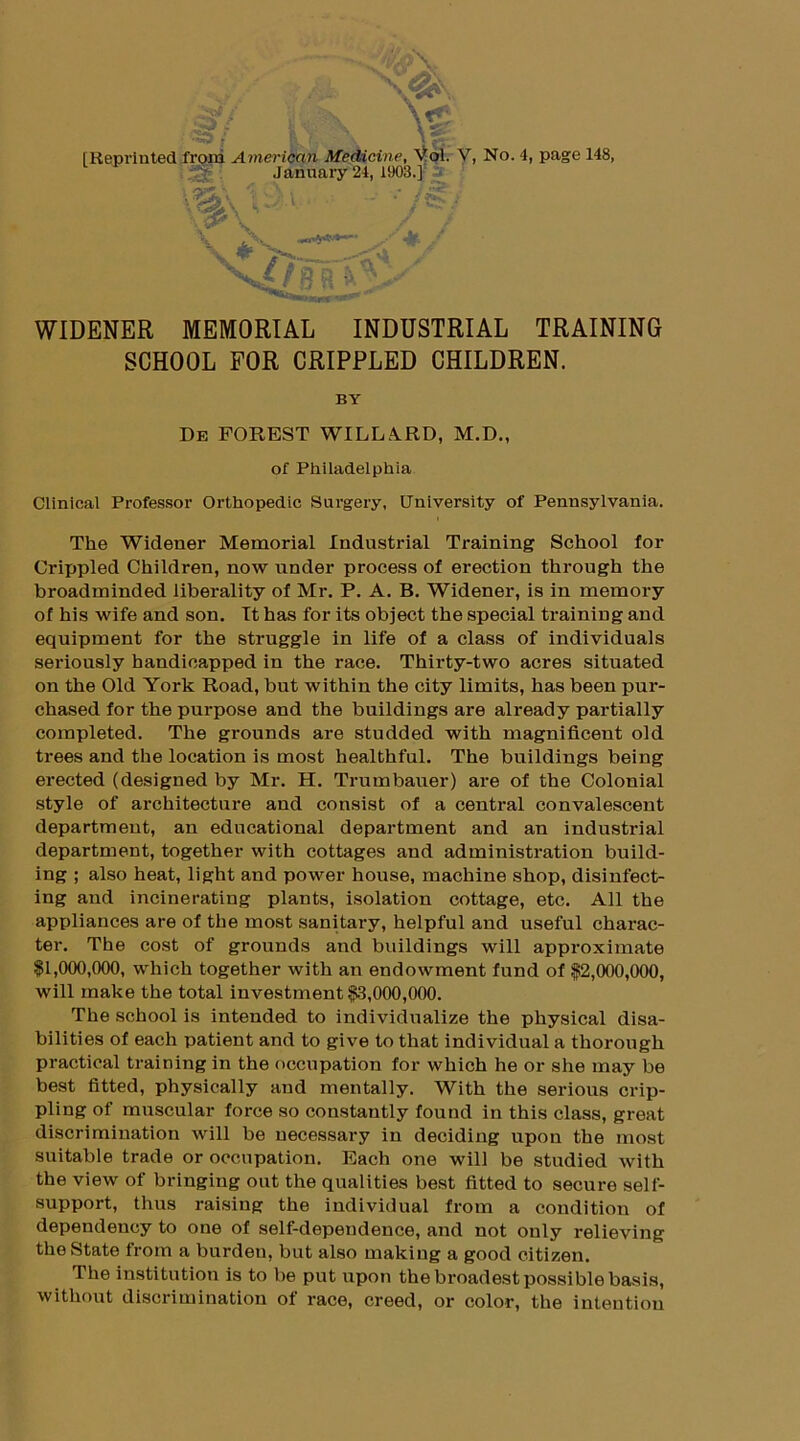 [Reprinted from American Medicine, Vol. V, No. 4, page 148,
January 24, 1903.]
WIDENER MEMORIAL INDUSTRIAL TRAINING
SCHOOL FOR CRIPPLED CHILDREN.
BY
De FOREST WILLARD, M.D.,
of Philadelphia
Clinical Professor Orthopedic Surgery, University of Pennsylvania.
The Widener Memorial Industrial Training School for
Crippled Children, now under process of erection through the
broadminded liberality of Mr. P. A. B. Widener, is in memory
of his wife and son. It has for its object the special training and
equipment for the struggle in life of a class of individuals
seriously handicapped in the race. Thirty-two acres situated
on the Old York Road, but within the city limits, has been pur-
chased for the purpose and the buildings are already partially
completed. The grounds are studded with magnificent old
trees and the location is most healthful. The buildings being
erected (designed by Mr. H. Trumbauer) are of the Colonial
style of architecture and consist of a central convalescent
department, an educational department and an industrial
department, together with cottages and administration build-
ing ; also heat, light and power house, machine shop, disinfect-
ing and incinerating plants, isolation cottage, etc. All the
appliances are of the most sanitary, helpful and useful charac-
ter. The cost of grounds and buildings will approximate
$1,000,000, which together with an endowment fund of $2,000,000,
will make the total investment $3,000,000.
The school is intended to individualize the physical disa-
bilities of each patient and to give to that individual a thorough
practical training in the occupation for which he or she may be
best fitted, physically and mentally. With the serious crip-
pling of muscular force so constantly found in this class, great
discrimination will be necessary in deciding upon the most
suitable trade or occupation. Each one will be studied with
the view of bringing out the qualities best fitted to secure self-
support, thus raising the individual from a condition of
dependency to one of self-dependence, and not only relieving
the State from a burden, but also making a good citizen.
The institution is to be put upon the broadest possible basis,
without discrimination of race, creed, or color, the intention